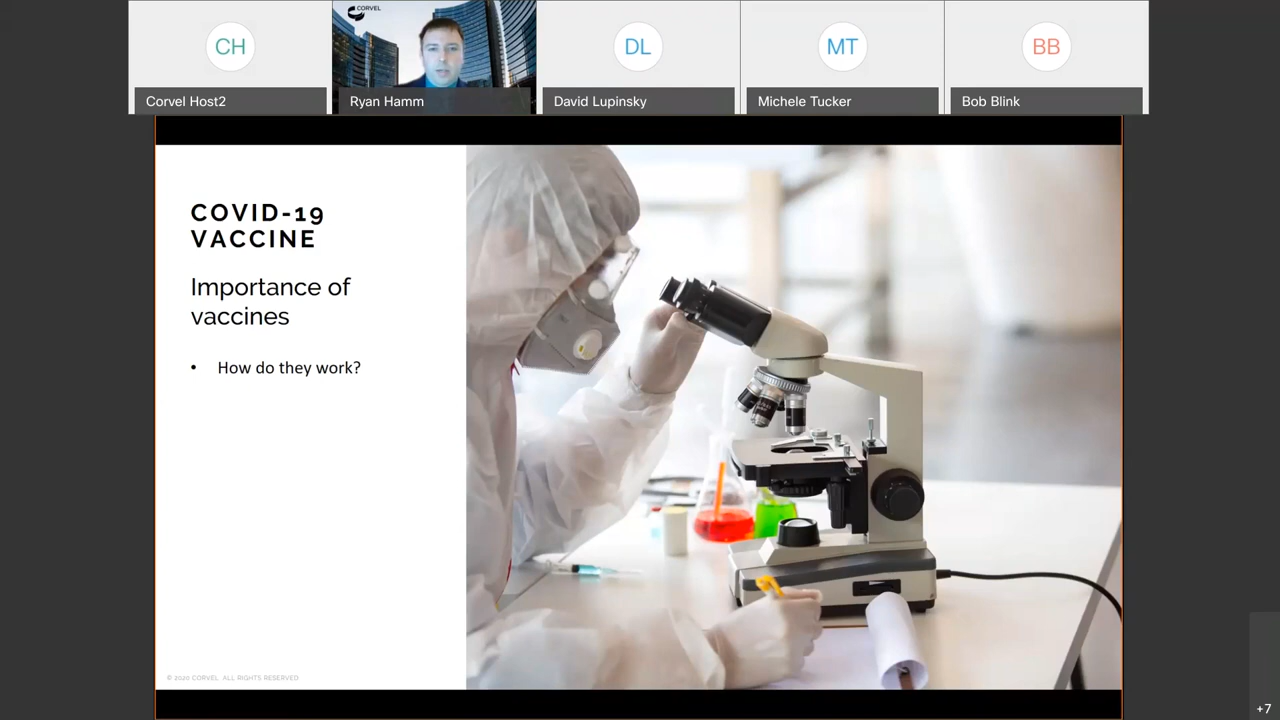 CH
CORVEL
DL
MT
BB
Corvel Host2
Ryan Hamm
David Lupinsky
Michele Tucker
Bob Blink
COVID-19
VACCINE
Importance of
vaccines
• How do they work?
© 2020 CORVEL. ALL RIGHTS RESERVED.
+7